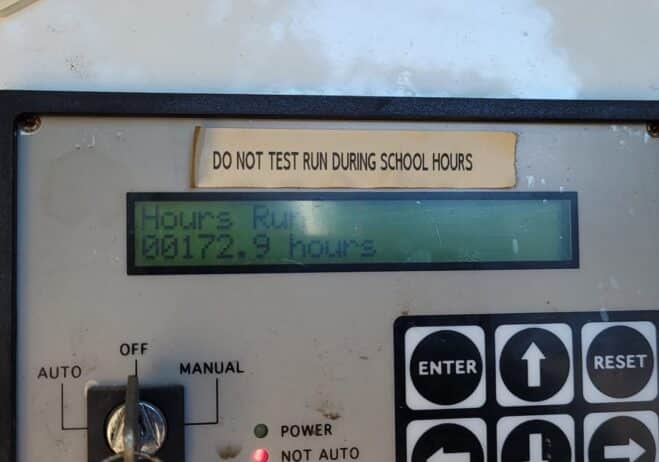 DO NOT TEST RUN DURING SCHOOL HOURS
Hours Run
00172.9 hours
OFF
AUTO
MANUAL
ENTER
RESET
POWER
NOT AUTO